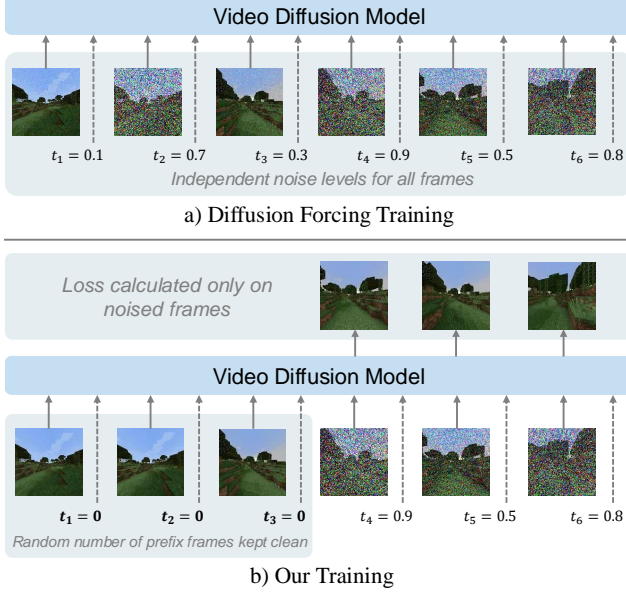 Video Diffusion Model
t₁ = 0.1 t₂ = 0.7 t₃ = 0.3 t₄ = 0.9 t₅ = 0.5 t₆ = 0.8
Independent noise levels for all frames
a) Diffusion Forcing Training
Loss calculated only on
noised frames
Video Diffusion Model
t₁ = 0 t₂ = 0 t₃ = 0 t₄ = 0.9 t₅ = 0.5 t₆ = 0.8
Random number of prefix frames kept clean
b) Our Training